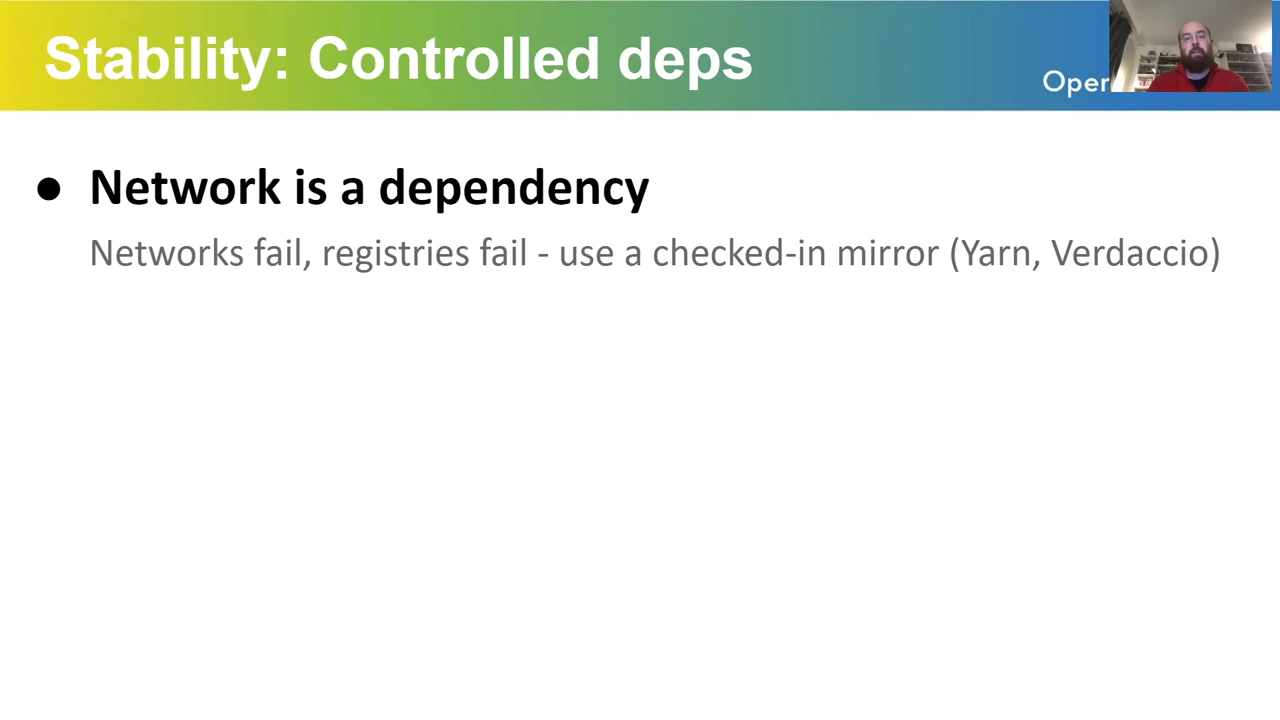 Stability: Controlled deps
Oper
● Network is a dependency
Networks fail, registries fail - use a checked-in mirror (Yarn, Verdaccio)